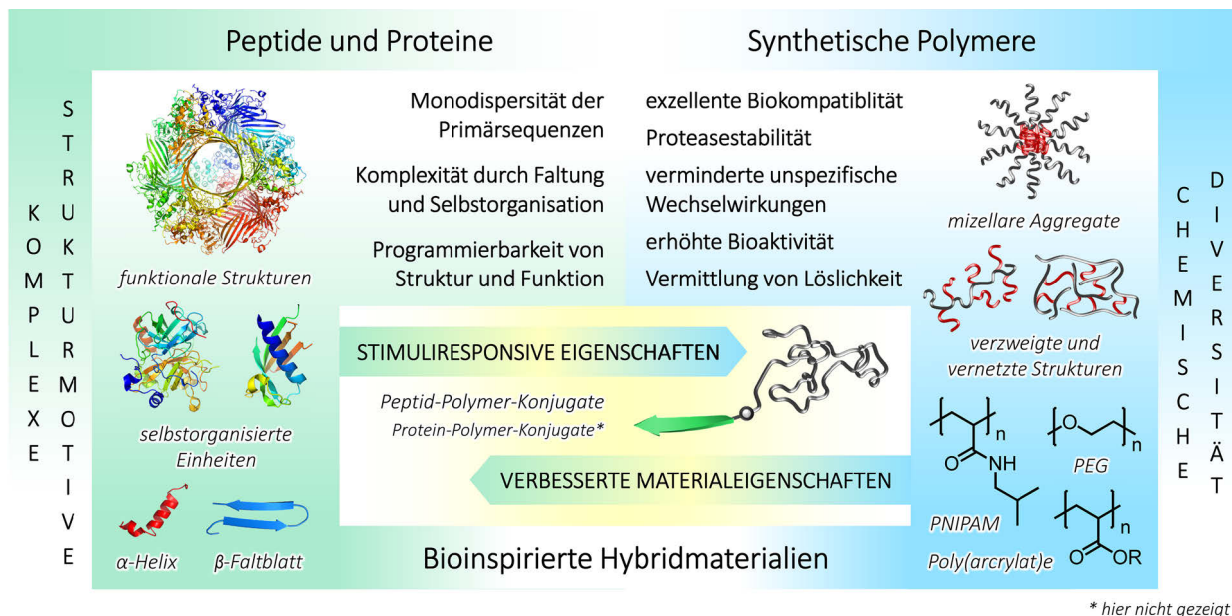 Peptide und Proteine
Synthetische Polymere
KOMPLEXE
STRUKTURMOTIVE
funktionale Strukturen
selbstorganisierte
Einheiten
α-Helix
β-Faltblatt
Monodispersität der
Primärsequenzen
Komplexität durch Faltung
und Selbstorganisation
Programmierbarkeit von
Struktur und Funktion
exzellente Biokompatiblität
Proteasestabilität
verminderte unspezifische
Wechselwirkungen
erhöhte Bioaktivität
Vermittlung von Löslichkeit
STIMULIRESPONSIVE EIGENSCHAFTEN
Peptid-Polymer-Konjugate
Protein-Polymer-Konjugate*
VERBESSERTE MATERIALEIGENSCHAFTEN
mizellare Aggregate
verzweigte und
vernetzte Strukturen
n
O
NH
PNIPAM
O
n
PEG
n
O
OR
Poly(arcrylat)e
CHEMISCHE
DIVERSITÄT
Bioinspirierte Hybridmaterialien
* hier nicht gezeigt